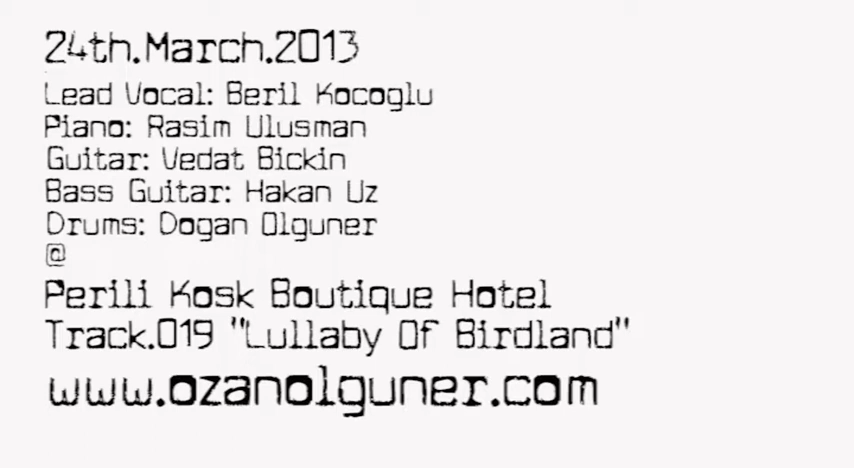 24th.March.2013
Lead Vocal: Beril Kocoglu
Piano: Rasim Ulusman
Guitar: Vedat Bickin
Bass Guitar: Hakan Uz
Drums: Dogan Olguner
@
Perili Kosk Boutique Hotel
Track.019 "Lullaby Of Birdland"
www.ozanolguner.com